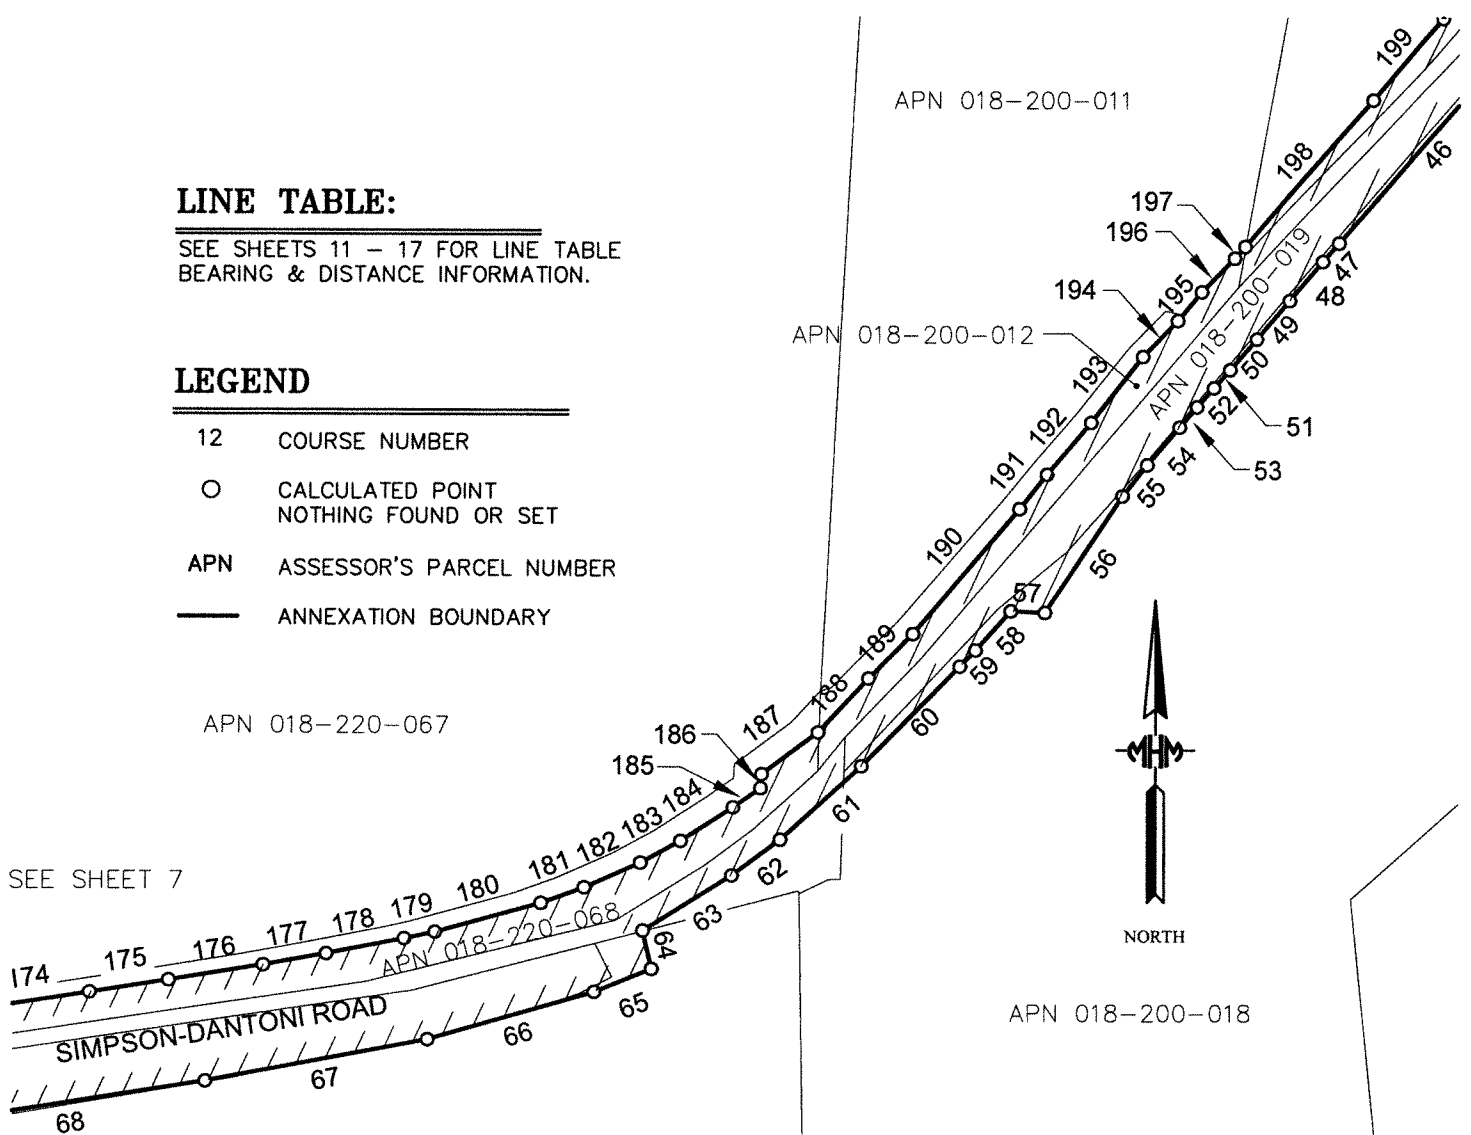 199
APN 018-200-011
46
198
LINE TABLE:
197
196
SEE SHEETS 11 – 17 FOR LINE TABLE
BEARING & DISTANCE INFORMATION.
47
48
194
195
49
APN 018-200-012
APN 018-200-019
50
LEGEND
193
52
51
12 COURSE NUMBER
192
54
53
191
55
CALCULATED POINT
NOTHING FOUND OR SET
190
56
APN ASSESSOR'S PARCEL NUMBER
57
ANNEXATION BOUNDARY
189
58
59
188
APN 018-220-067
187
186
60
185
184
61
183
182
62
SEE SHEET 7
181
180
63
179
178
APN 018-220-068
177
64
176
175
174
NORTH
MHM
65
SIMPSON-DANTONI ROAD
66
APN 018-200-018
67
68